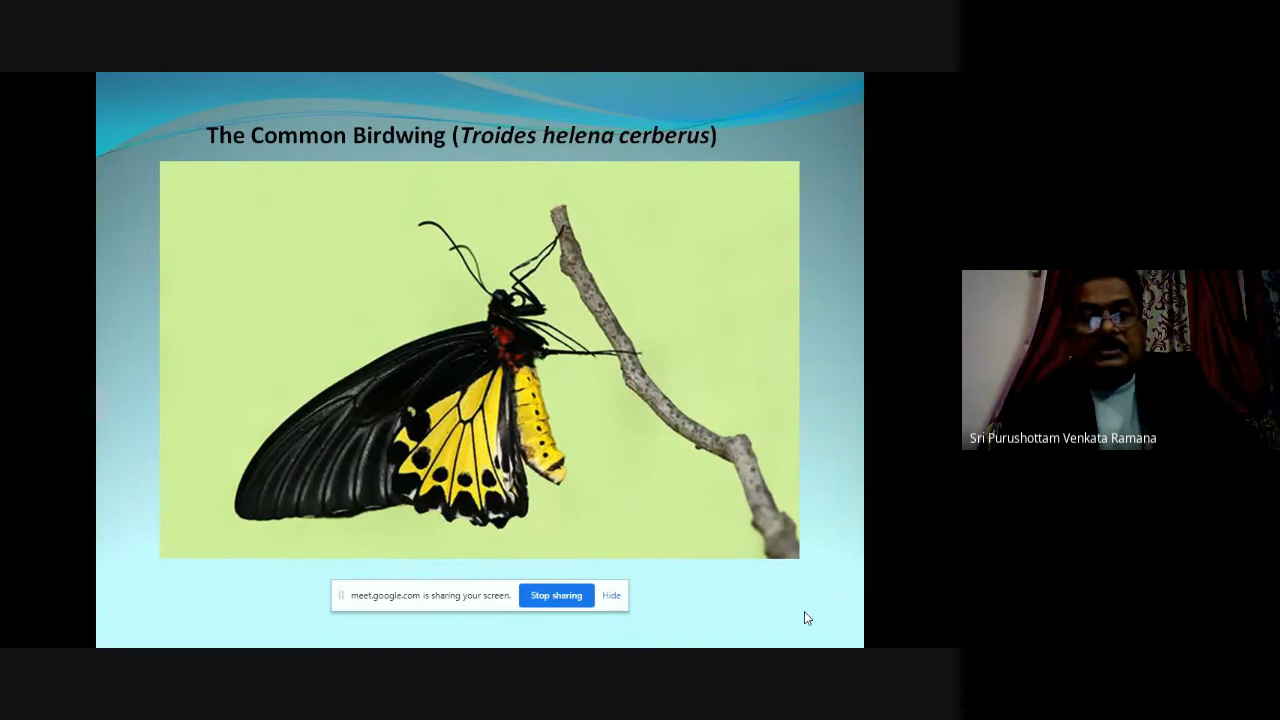 The Common Birdwing (Troides helena cerberus)
meet.google.com is sharing your screen.
Stop sharing
Hide
Sri Purushottam Venkata Ramana